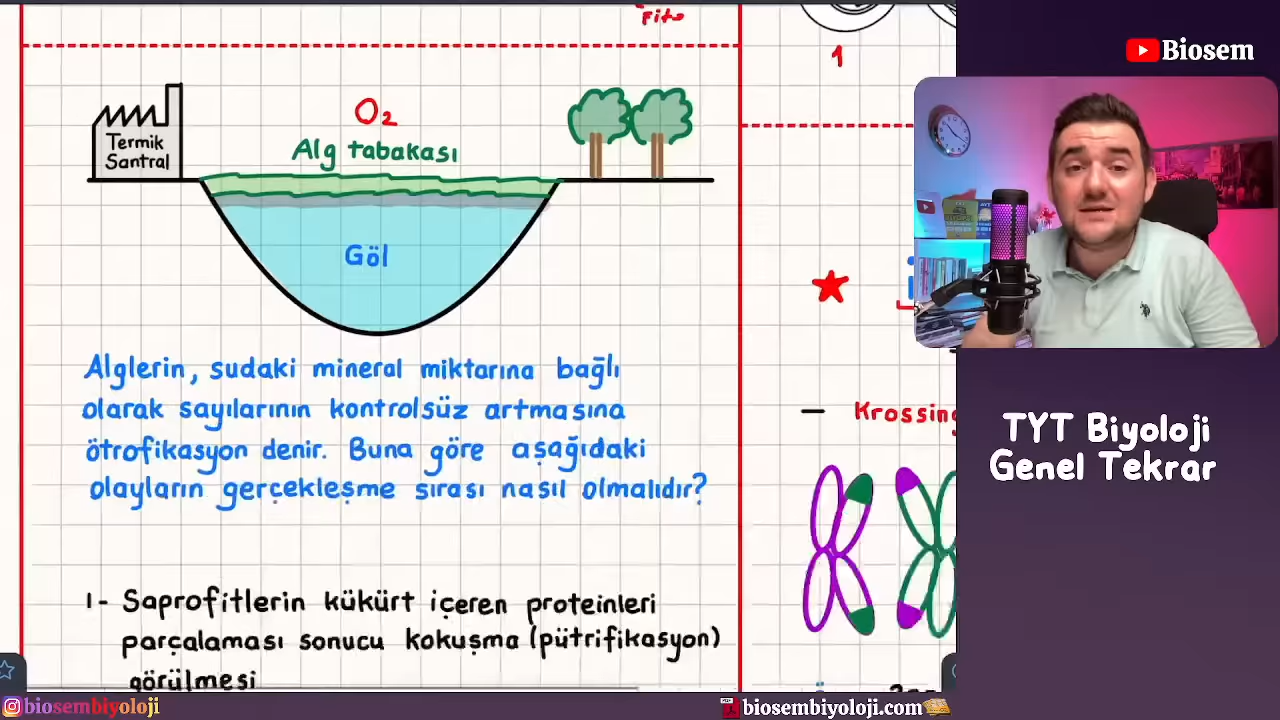 Fito
1
Biosem
Termik
Santral
O₂
Alg tabakası
Göl
Alglerin, sudaki mineral miktarına bağlı
olarak sayılarının kontrolsüz artmasına
ötrofikasyon denir. Buna göre aşağıdaki
olayların gerçekleşme sırası nasıl olmalıdır?
1- Saprofitlerin kükürt içeren proteinleri
parçalaması sonucu kokuşma (pütrifikasyon)
görülmesi
— Krossing
TYT Biyoloji
Genel Tekrar
biosembiyoloji
biosembiyoloji.com